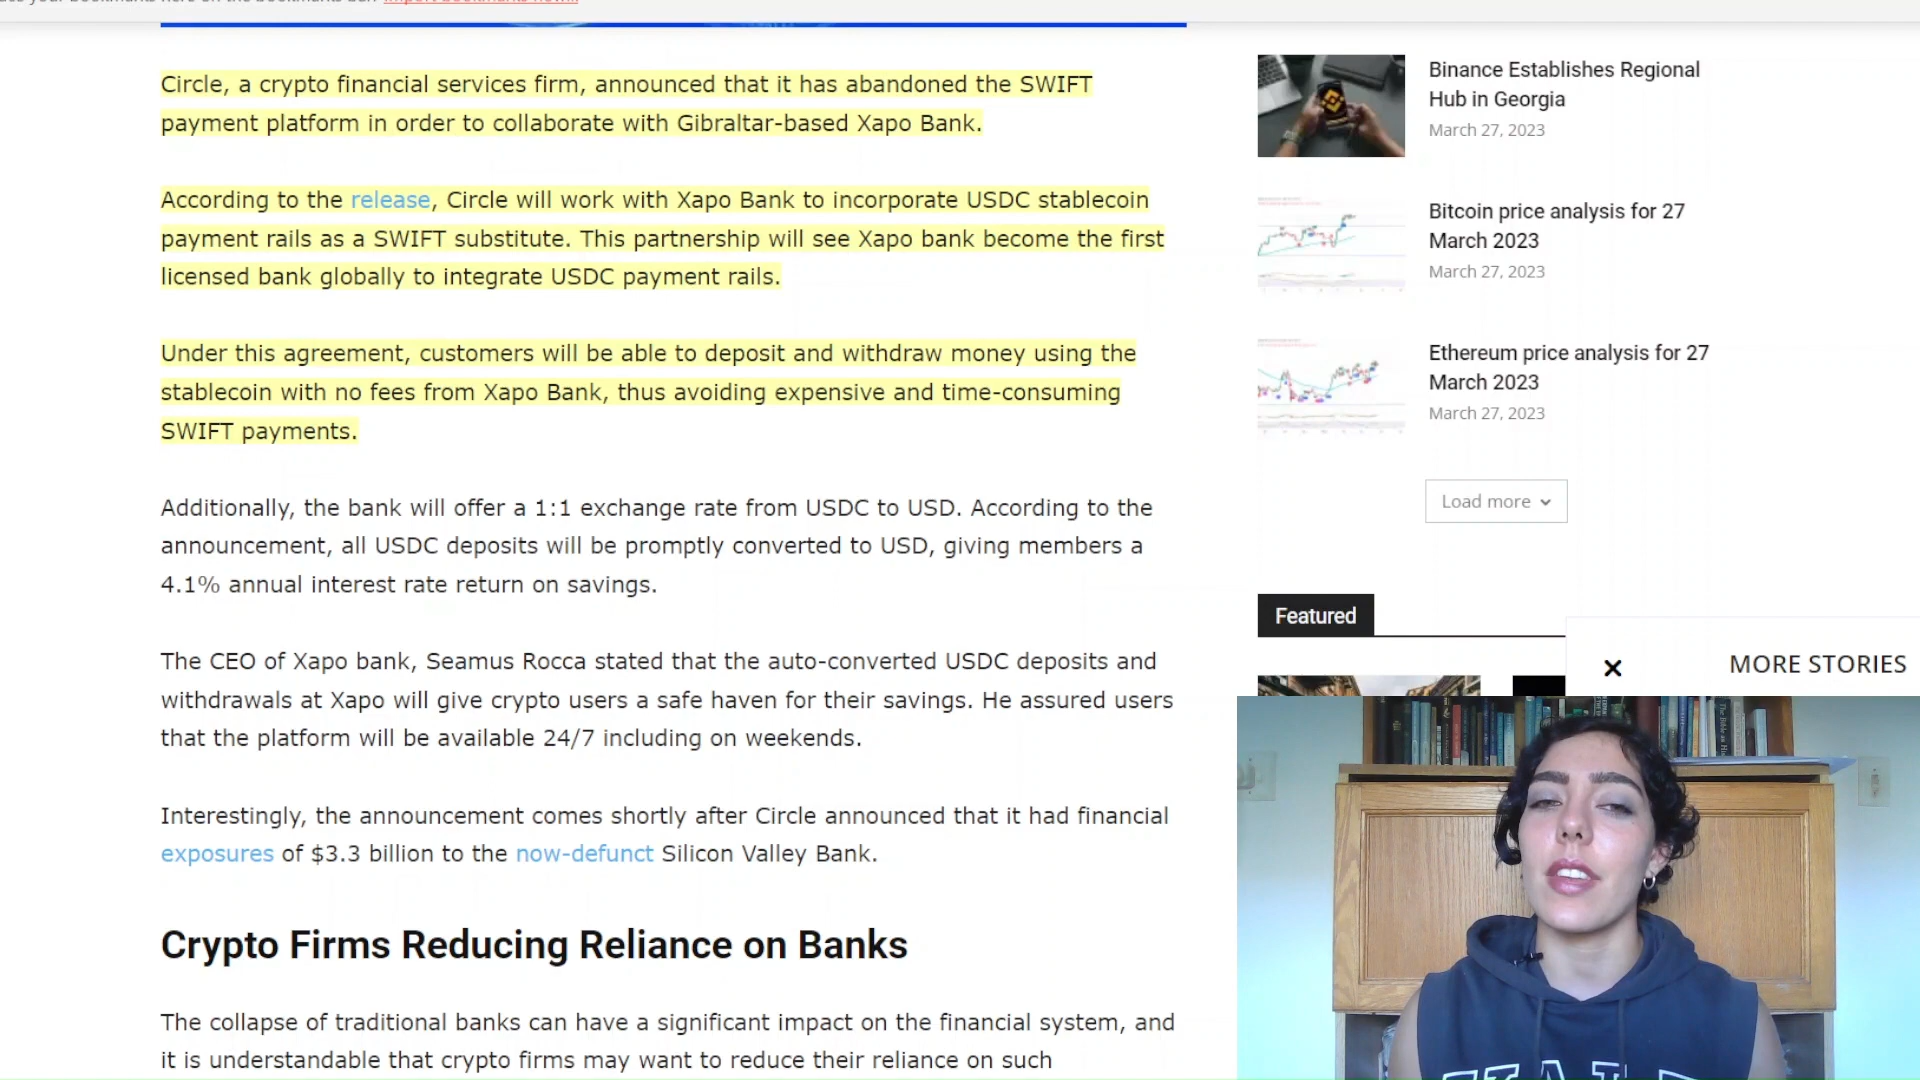 import bookmarks now...
Circle, a crypto financial services firm, announced that it has abandoned the SWIFT
payment platform in order to collaborate with Gibraltar-based Xapo Bank.
According to the release, Circle will work with Xapo Bank to incorporate USDC stablecoin
payment rails as a SWIFT substitute. This partnership will see Xapo bank become the first
licensed bank globally to integrate USDC payment rails.
Under this agreement, customers will be able to deposit and withdraw money using the
stablecoin with no fees from Xapo Bank, thus avoiding expensive and time-consuming
SWIFT payments.
Additionally, the bank will offer a 1:1 exchange rate from USDC to USD. According to the
announcement, all USDC deposits will be promptly converted to USD, giving members a
4.1% annual interest rate return on savings.
The CEO of Xapo bank, Seamus Rocca stated that the auto-converted USDC deposits and
withdrawals at Xapo will give crypto users a safe haven for their savings. He assured users
that the platform will be available 24/7 including on weekends.
Interestingly, the announcement comes shortly after Circle announced that it had financial
exposures of $3.3 billion to the now-defunct Silicon Valley Bank.
Crypto Firms Reducing Reliance on Banks
The collapse of traditional banks can have a significant impact on the financial system, and
it is understandable that crypto firms may want to reduce their reliance on such
Binance Establishes Regional
Hub in Georgia
March 27, 2023
Bitcoin price analysis for 27
March 2023
March 27, 2023
Ethereum price analysis for 27
March 2023
March 27, 2023
Load more
Featured
MORE STORIES